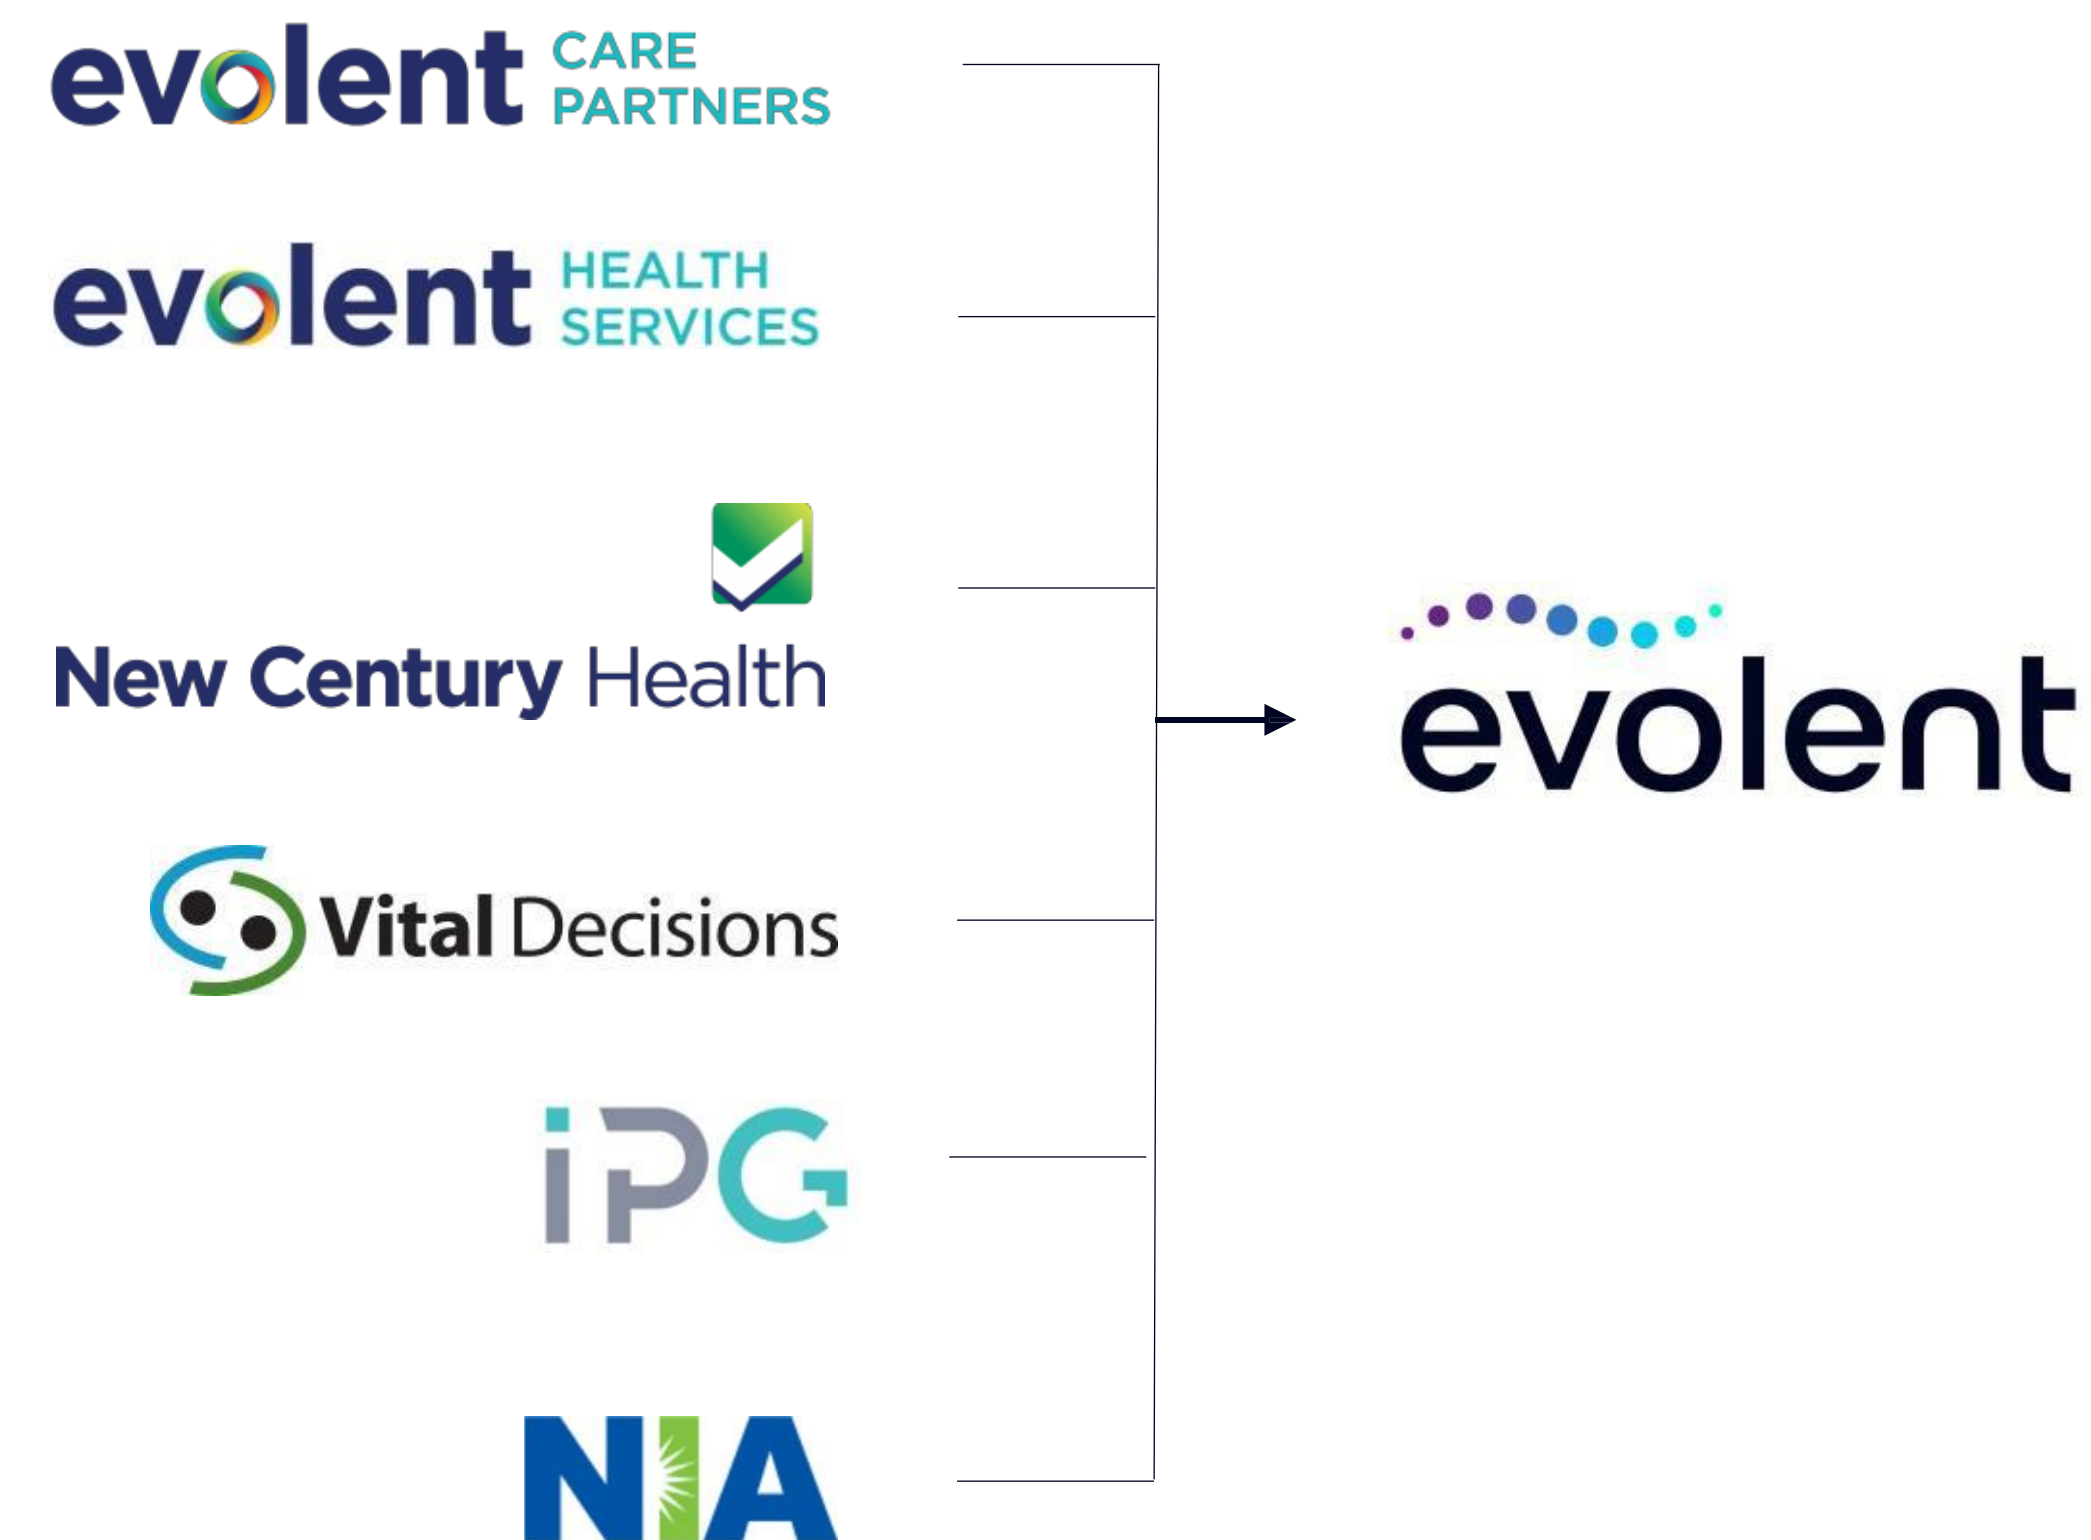 evolent CARE
PARTNERS
evolent HEALTH
SERVICES
New Century Health
Vital Decisions
iPG
NIA
evolent